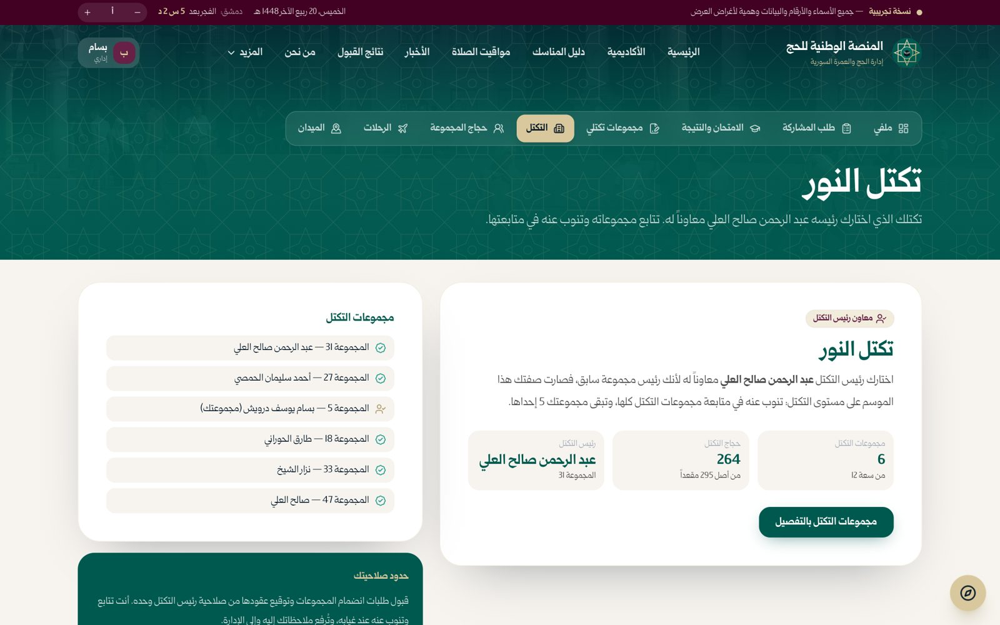 نسخة تجريبية — جميع الأسماء والأرقام والبيانات وهمية لأغراض العرض
الخميس، 20 ربيع الآخر 1448 هـ
دمشق: الفجر بعد 5 س 2 د
− أ +
المنصة الوطنية للحج
إدارة الحج والعمرة السورية
الرئيسية
الأكاديمية
دليل المناسك
مواقيت الصلاة
الأخبار
نتائج القبول
من نحن
المزيد
ب
بسام
إداري
ملفي
طلب المشاركة
الامتحان والنتيجة
مجموعات تكتلي
التكتل
حجاج المجموعة
الرحلات
الميدان
تكتل النور
تكتلك الذي اختارك رئيسه عبد الرحمن صالح العلي معاوناً له. تتابع مجموعاته وتنوب عنه في متابعتها.
معاون رئيس التكتل
تكتل النور
اختارك رئيس التكتل عبد الرحمن صالح العلي معاوناً له لأنك رئيس مجموعة سابق، فصارت صفتك هذا
الموسم على مستوى التكتل: تنوب عنه في متابعة مجموعات التكتل كلها، وتبقى مجموعتك 5 إحداها.
مجموعات التكتل
6
من سعة 12
حجاج التكتل
264
من أصل 295 مقعداً
رئيس التكتل
عبد الرحمن صالح العلي
المجموعة 31
مجموعات التكتل بالتفصيل
مجموعات التكتل
المجموعة 31 — عبد الرحمن صالح العلي
المجموعة 27 — أحمد سليمان الحمصي
المجموعة 5 — بسام يوسف درويش (مجموعتك)
المجموعة 18 — طارق الحوراني
المجموعة 33 — نزار الشيخ
المجموعة 47 — صالح العلي
حدود صلاحيتك
قبول طلبات انضمام المجموعات وتوقيع عقودها من صلاحية رئيس التكتل وحده. أنت تتابع
وتنوب عنه عند غيابه، وتُرفع ملاحظاتك إليه وإلى الإدارة.